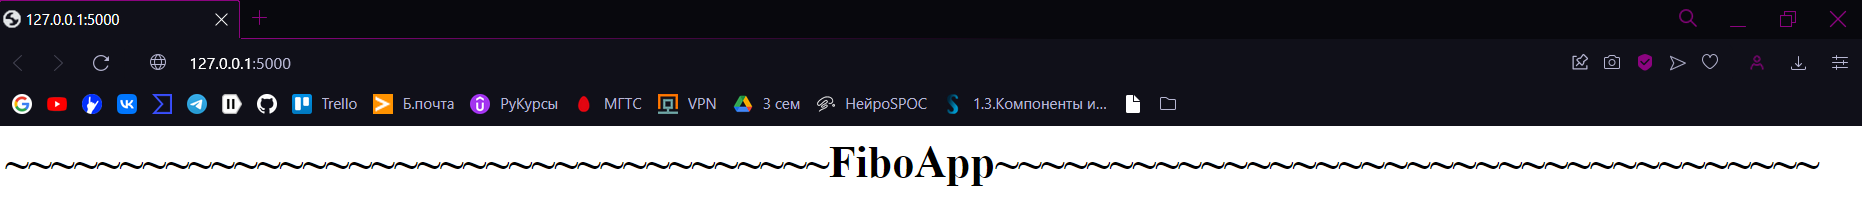 127.0.0.1:5000
127.0.0.1:5000
Trello Б.почта РуКурсы МГТС VPN 3 сем НейроSPOC 1.3.Компоненты и...
~~~~~~~~~~~~~~~~~~~~~~~~~~~~~~~~~~~~FiboApp~~~~~~~~~~~~~~~~~~~~~~~~~~~~~~~~~~~~